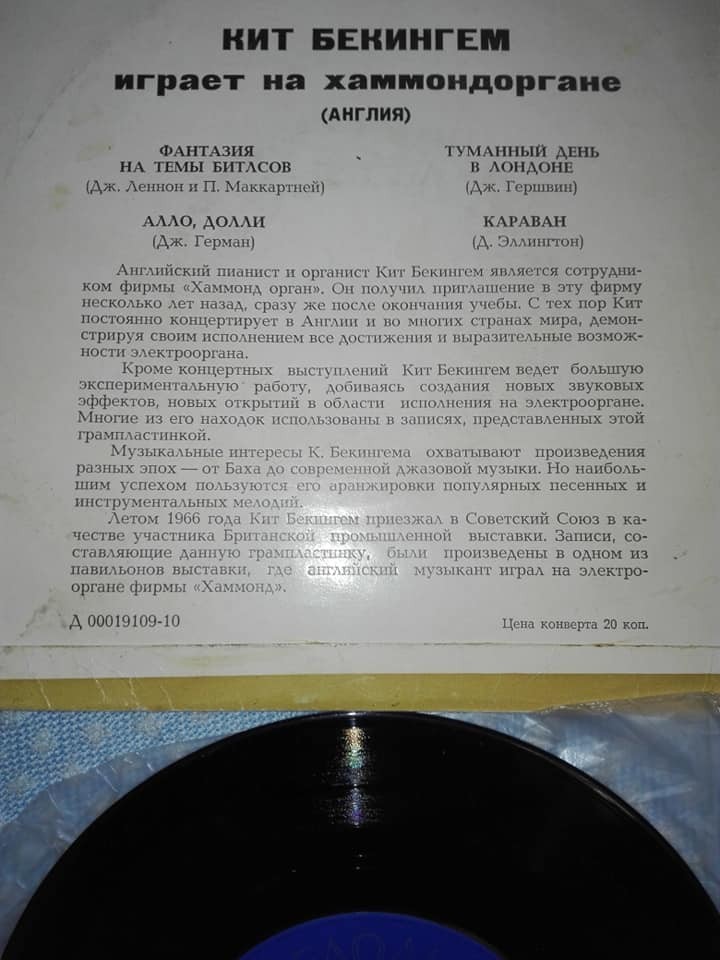 КИТ БЕКИНГЕМ
играет на хаммондоргане
(АНГЛИЯ)
ФАНТАЗИЯ
НА ТЕМЫ БИТЛСОВ
(Дж. Леннон и П. Маккартней)
АЛЛО, ДОЛЛИ
(Дж. Герман)
ТУМАННЫЙ ДЕНЬ
В ЛОНДОНЕ
(Дж. Гершвин)
КАРАВАН
(Д. Эллингтон)
Английский пианист и органист Кит Бекингем является сотрудни-
ком фирмы «Хаммонд орган». Он получил приглашение в эту фирму
несколько лет назад, сразу же после окончания учебы. С тех пор Кит
постоянно концертирует в Англии и во многих странах мира, демон-
стрируя своим исполнением все достижения и выразительные возмож-
ности электрооргана.
Кроме концертных выступлений Кит Бекингем ведет большую
экспериментальную работу, добиваясь создания новых звуковых
эффектов, новых открытий в области исполнения на электрооргане.
Многие из его находок использованы в записях, представленных этой
грампластинкой.
Музыкальные интересы К. Бекингема охватывают произведения
разных эпох — от Баха до современной джазовой музыки. Но наиболь-
шим успехом пользуются его аранжировки популярных песенных и
инструментальных мелодий.
Летом 1966 года Кит Бекингем приезжал в Советский Союз в ка-
честве участника Британской промышленной выставки. Записи, со-
ставляющие данную грампластинку, были произведены в одном из
павильонов выставки, где английский музыкант играл на электро-
органе фирмы «Хаммонд».
Д 00019109-10
Цена конверта 20 коп.